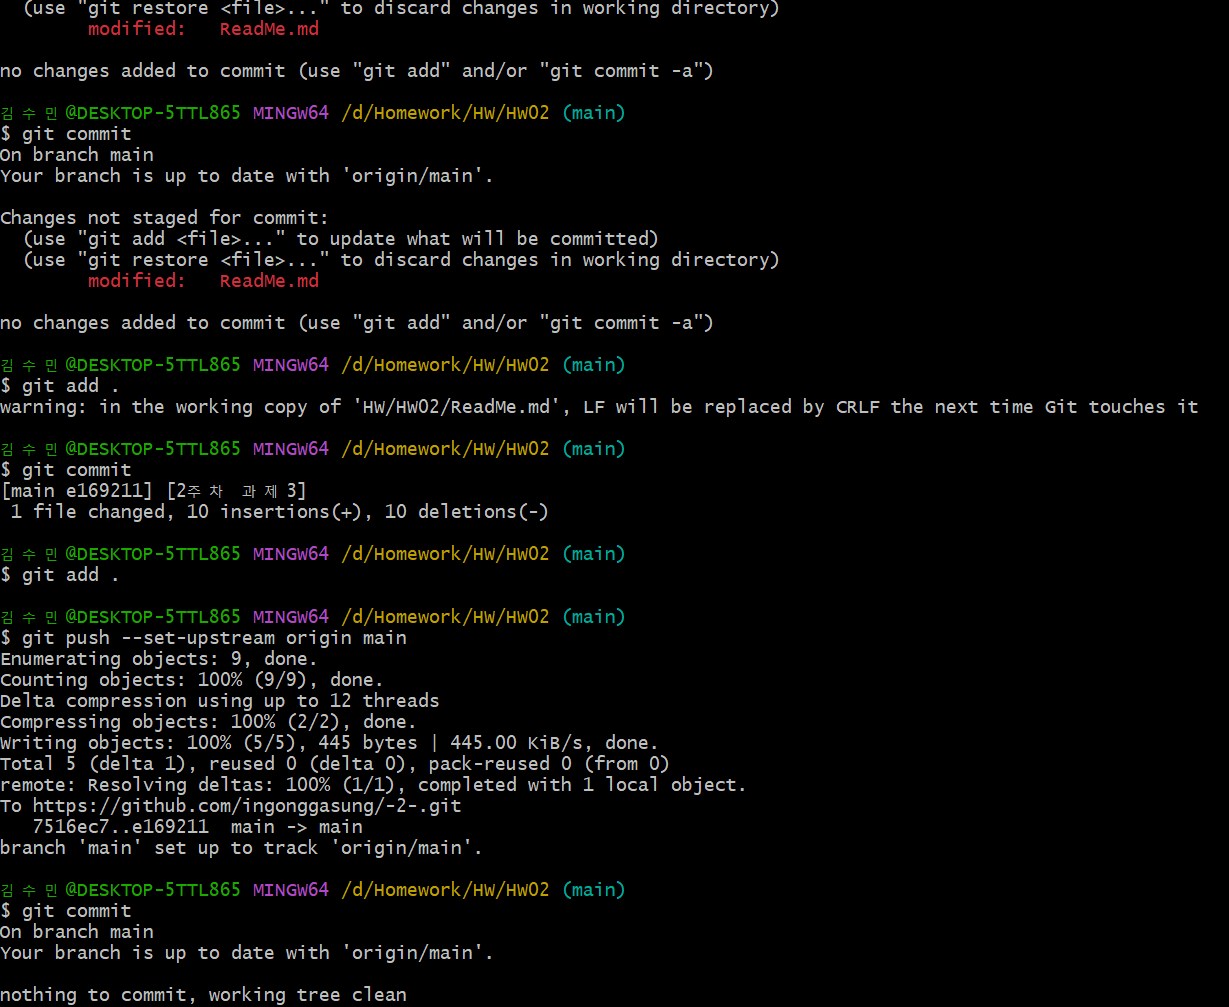 (use "git restore <file>..." to discard changes in working directory)
modified:   ReadMe.md
no changes added to commit (use "git add" and/or "git commit -a")
김수민@DESKTOP-5TTL865 MINGW64 /d/Homework/HW/HW02 (main)
$ git commit
On branch main
Your branch is up to date with 'origin/main'.
Changes not staged for commit:
(use "git add <file>..." to update what will be committed)
(use "git restore <file>..." to discard changes in working directory)
modified:   ReadMe.md
no changes added to commit (use "git add" and/or "git commit -a")
김수민@DESKTOP-5TTL865 MINGW64 /d/Homework/HW/HW02 (main)
$ git add .
warning: in the working copy of 'HW/HW02/ReadMe.md', LF will be replaced by CRLF the next time Git touches it
김수민@DESKTOP-5TTL865 MINGW64 /d/Homework/HW/HW02 (main)
$ git commit
[main e169211] [2주차 과제3]
1 file changed, 10 insertions(+), 10 deletions(-)
김수민@DESKTOP-5TTL865 MINGW64 /d/Homework/HW/HW02 (main)
$ git add .
김수민@DESKTOP-5TTL865 MINGW64 /d/Homework/HW/HW02 (main)
$ git push --set-upstream origin main
Enumerating objects: 9, done.
Counting objects: 100% (9/9), done.
Delta compression using up to 12 threads
Compressing objects: 100% (2/2), done.
Writing objects: 100% (5/5), 445 bytes | 445.00 KiB/s, done.
Total 5 (delta 1), reused 0 (delta 0), pack-reused 0 (from 0)
remote: Resolving deltas: 100% (1/1), completed with 1 local object.
To https://github.com/ingonggasung/-2-.git
7516ec7..e169211  main -> main
branch 'main' set up to track 'origin/main'.
김수민@DESKTOP-5TTL865 MINGW64 /d/Homework/HW/HW02 (main)
$ git commit
On branch main
Your branch is up to date with 'origin/main'.
nothing to commit, working tree clean